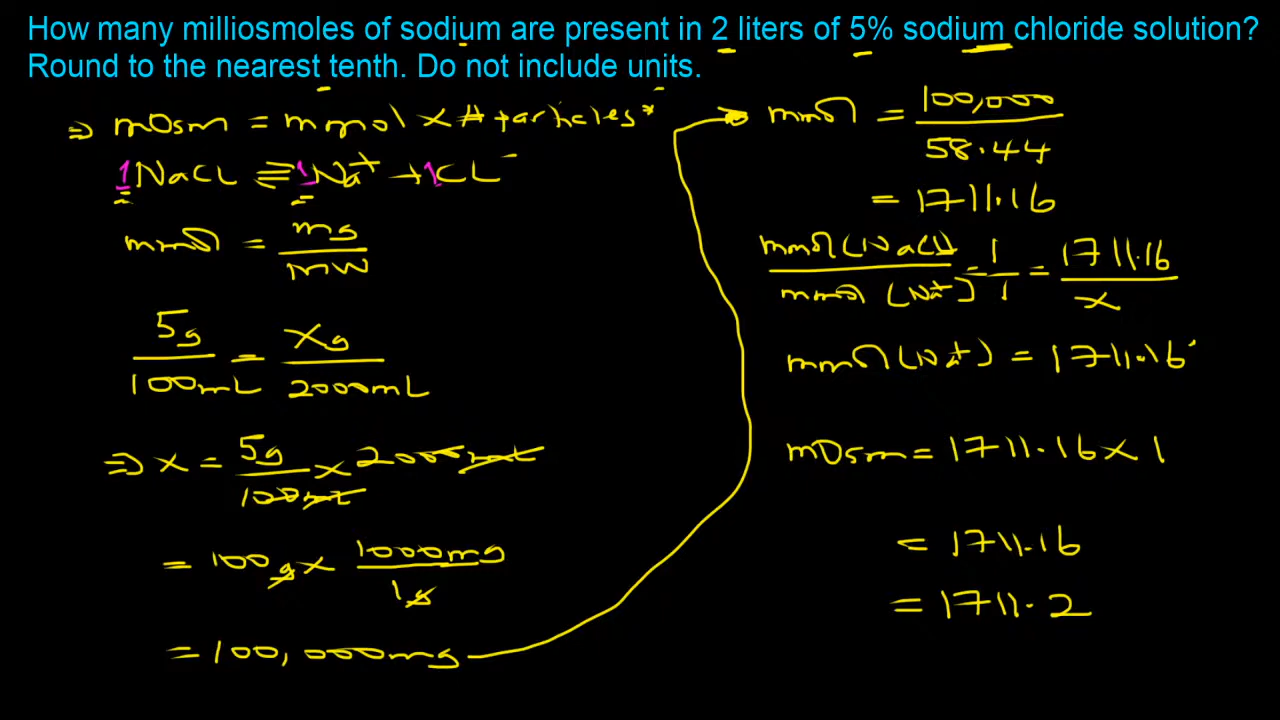 How many milliosmoles of sodium are present in 2 liters of 5% sodium chloride solution?
Round to the nearest tenth. Do not include units.
⇒ mOsm = mmol × # particles*
1NaCl ≡ 1Na⁺ + 1Cl⁻
mmol = mg / MW
5g / 100mL = xg / 2000mL
⇒ x = 5g / 100mL × 2000mL
= 100g × 1000mg / 1g
= 100,000mg
mmol = 100,000 / 58.44
= 1711.16
mmol (NaCl) / mmol (Na⁺) = 1 / 1 = 1711.16 / x
mmol (Na⁺) = 1711.16
mOsm = 1711.16 × 1
= 1711.16
= 1711.2